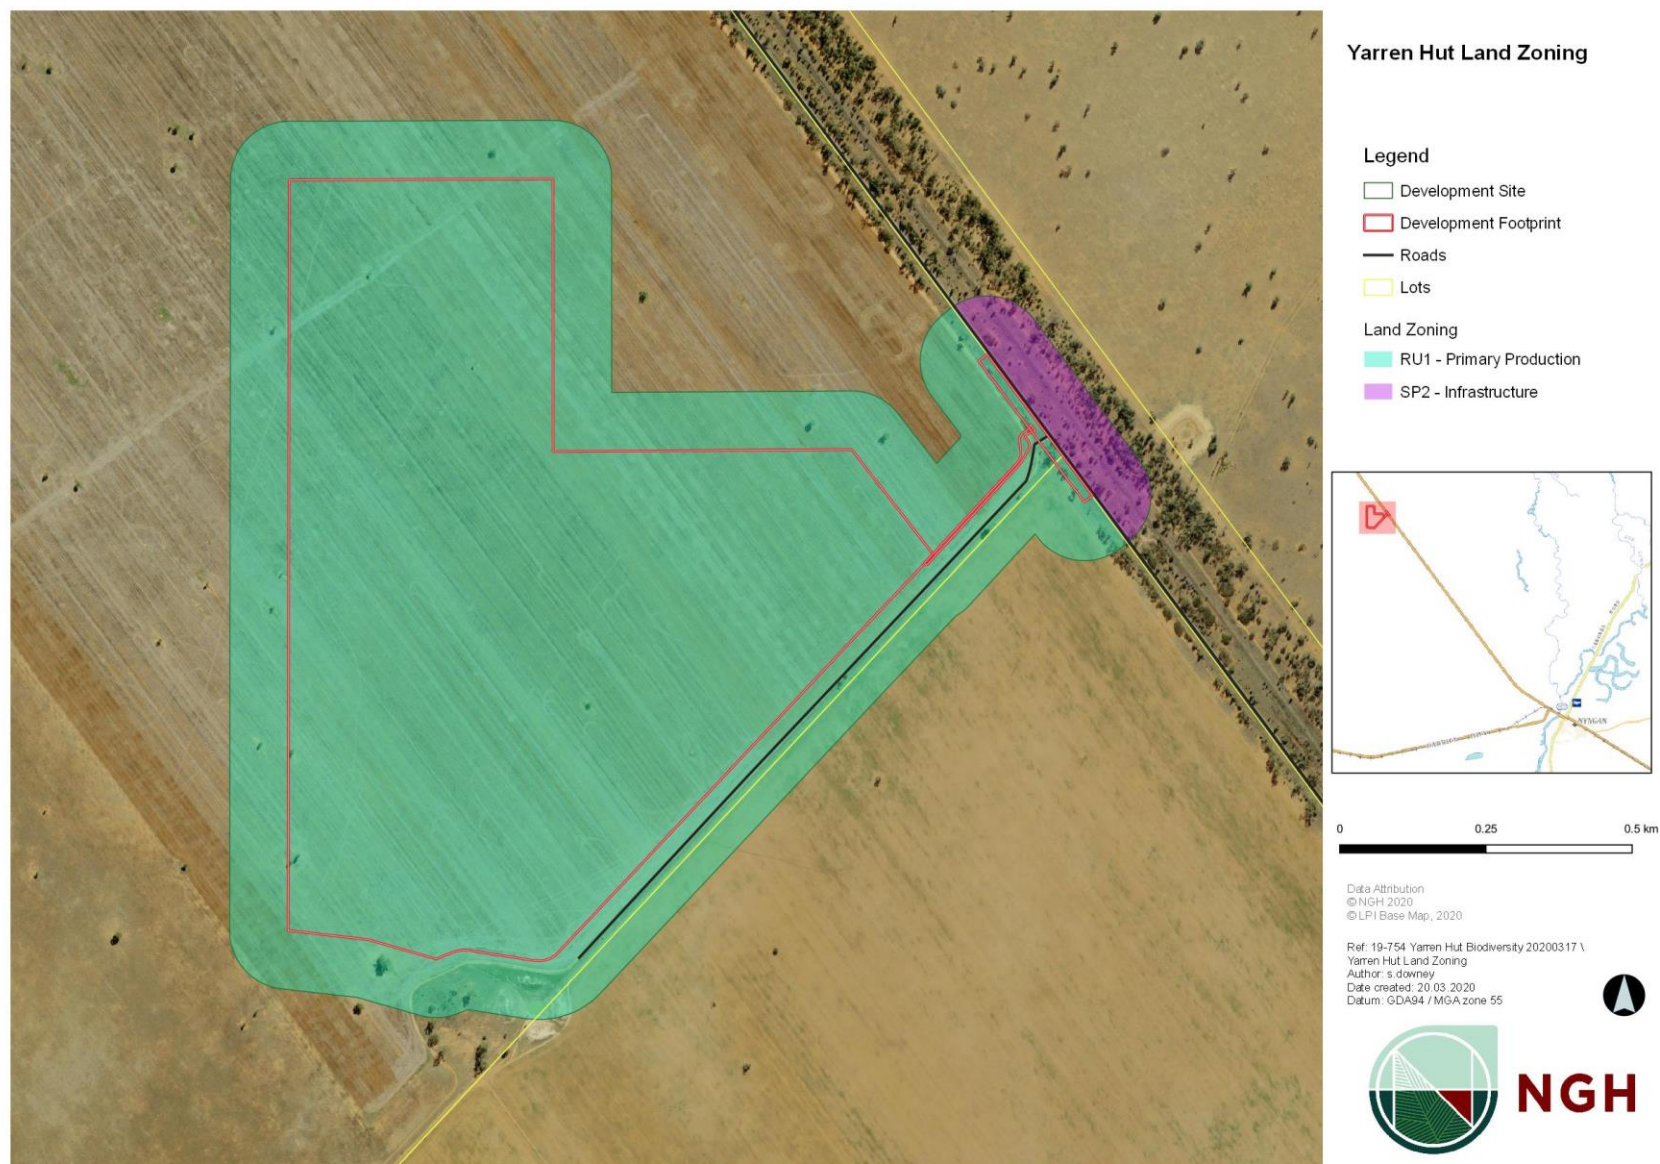 Yarren Hut Land Zoning
Legend
Development Site
Development Footprint
Roads
Lots
Land Zoning
RU1 - Primary Production
SP2 - Infrastructure
NYNGAN
0 0.25 0.5 km
Data Attribution
© NGH 2020
© LPI Base Map, 2020
Ref: 19-754 Yarren Hut Biodiversity 20200317 \
Yarren Hut Land Zoning
Author: s.downey
Date created: 20.03.2020
Datum: GDA94 / MGA zone 55
NGH